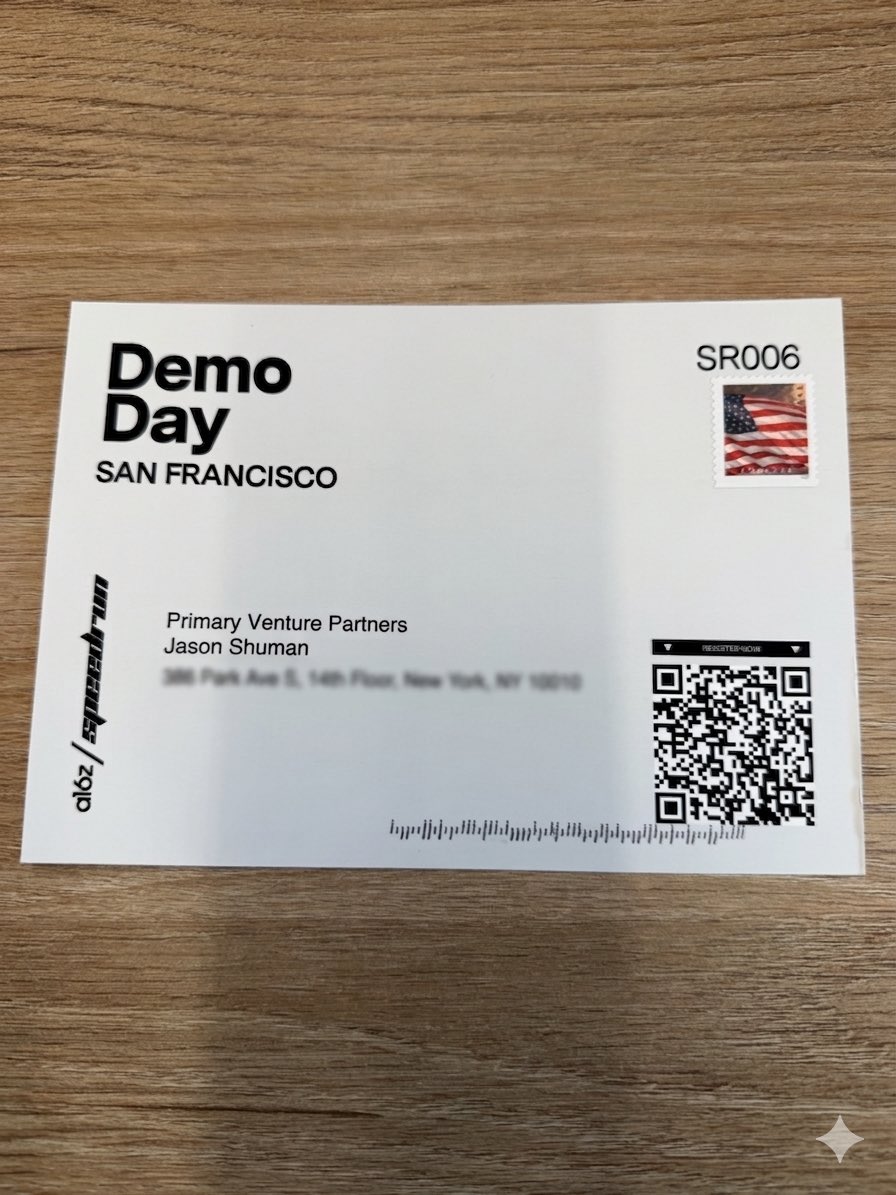 Demo
Day
SAN FRANCISCO
SR006
Primary Venture Partners
Jason Shuman
a16z / speedrun